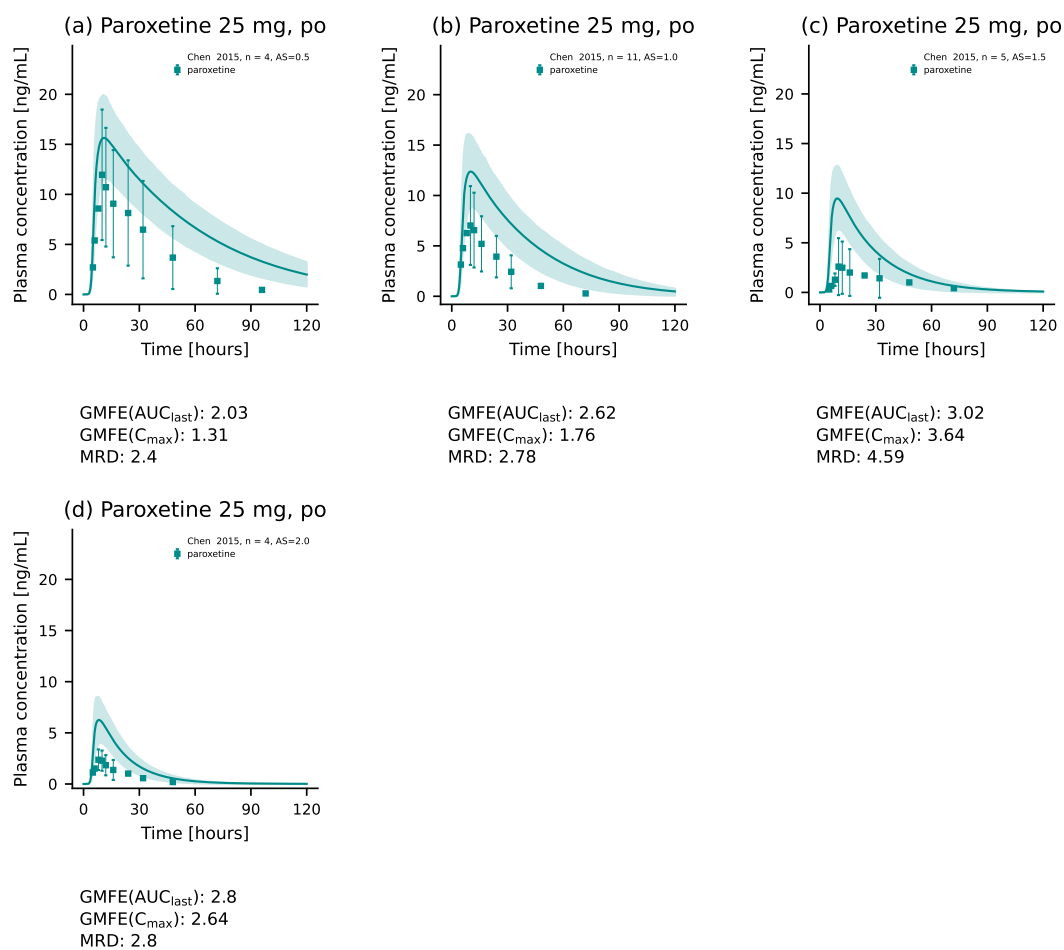 (a) Paroxetine 25 mg, po
Chen 2015, n = 4, AS=0.5
paroxetine
Plasma concentration [ng/mL]
20
15
10
5
0
0 30 60 90 120
Time [hours]
GMFE(AUClast): 2.03
GMFE(Cmax): 1.31
MRD: 2.4
(b) Paroxetine 25 mg, po
Chen 2015, n = 11, AS=1.0
paroxetine
Plasma concentration [ng/mL]
20
15
10
5
0
0 30 60 90 120
Time [hours]
GMFE(AUClast): 2.62
GMFE(Cmax): 1.76
MRD: 2.78
(c) Paroxetine 25 mg, po
Chen 2015, n = 5, AS=1.5
paroxetine
Plasma concentration [ng/mL]
20
15
10
5
0
0 30 60 90 120
Time [hours]
GMFE(AUClast): 3.02
GMFE(Cmax): 3.64
MRD: 4.59
(d) Paroxetine 25 mg, po
Chen 2015, n = 4, AS=2.0
paroxetine
Plasma concentration [ng/mL]
20
15
10
5
0
0 30 60 90 120
Time [hours]
GMFE(AUClast): 2.8
GMFE(Cmax): 2.64
MRD: 2.8